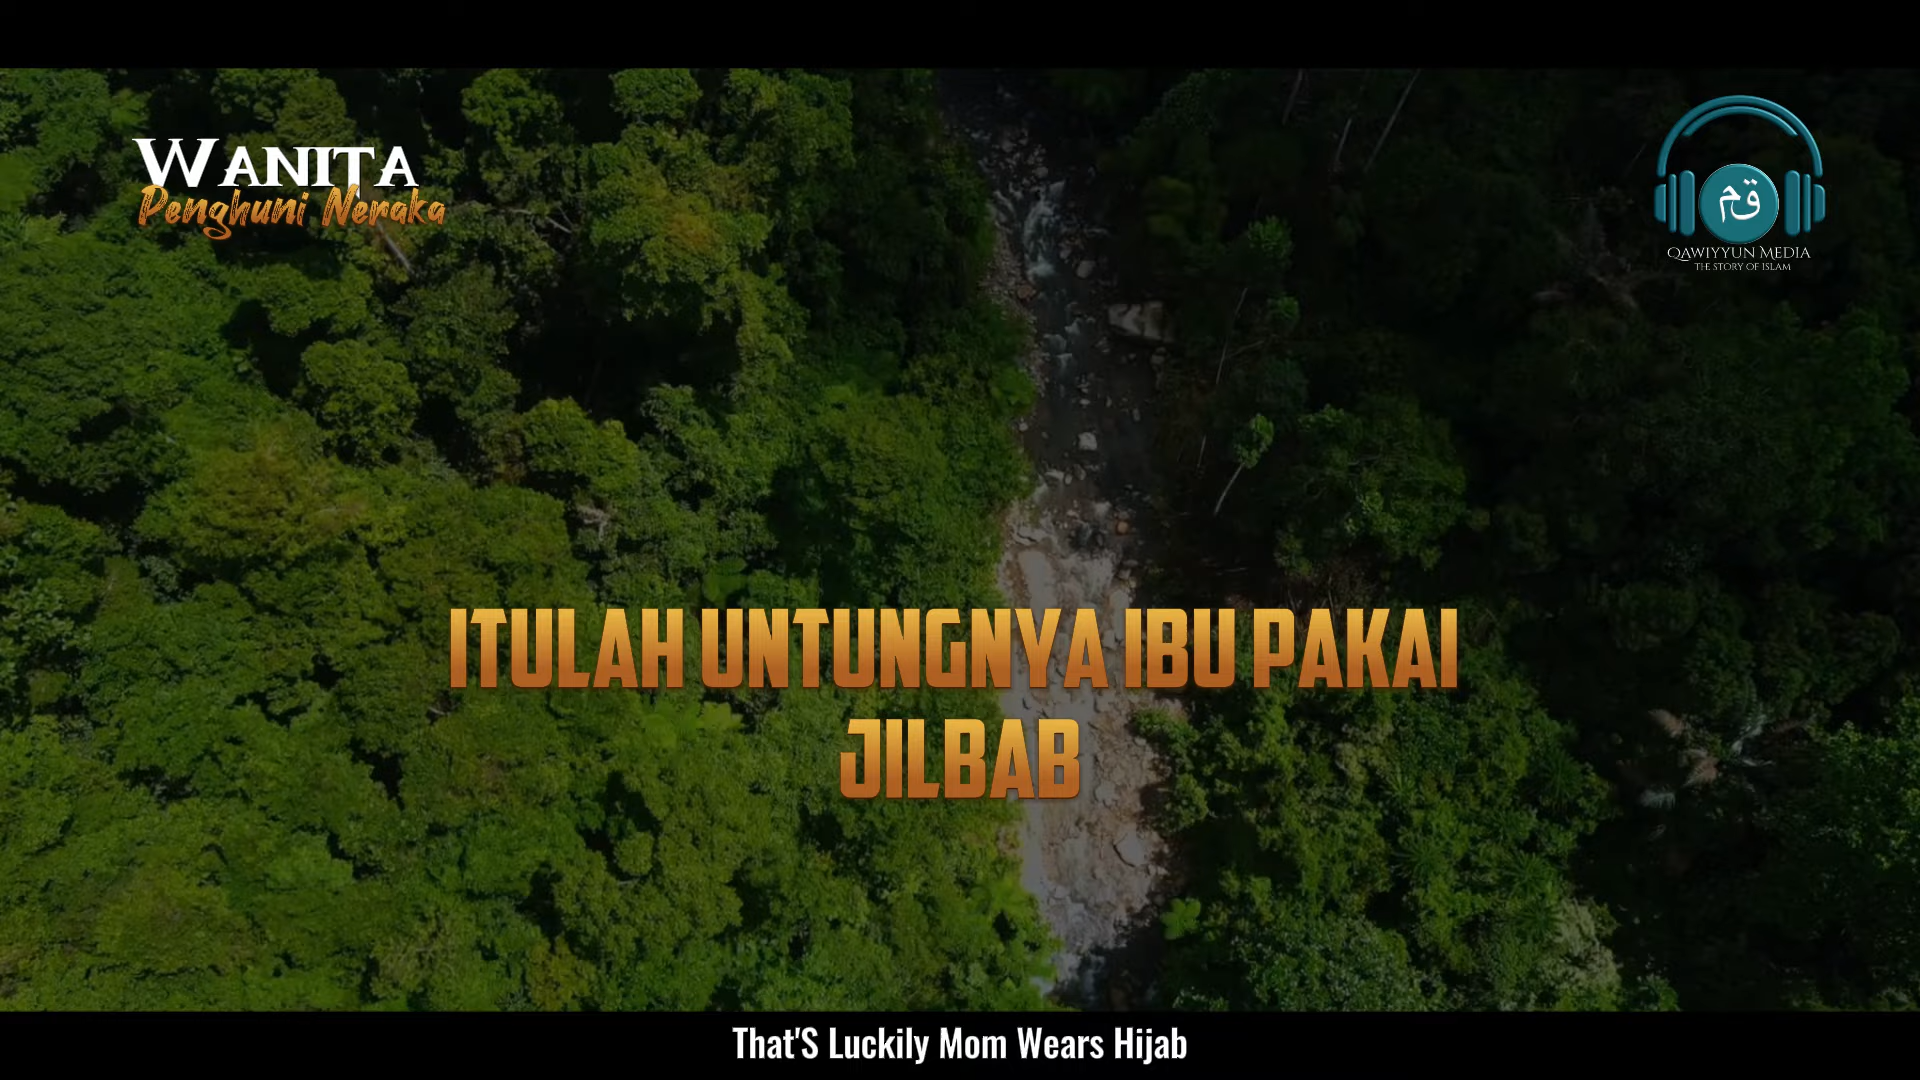 WANITA
Penghuni Neraka
قم
QAWIYYUN MEDIA
THE STORY OF ISLAM
ITULAH UNTUNGNYA IBU PAKAI
JILBAB
That'S Luckily Mom Wears Hijab